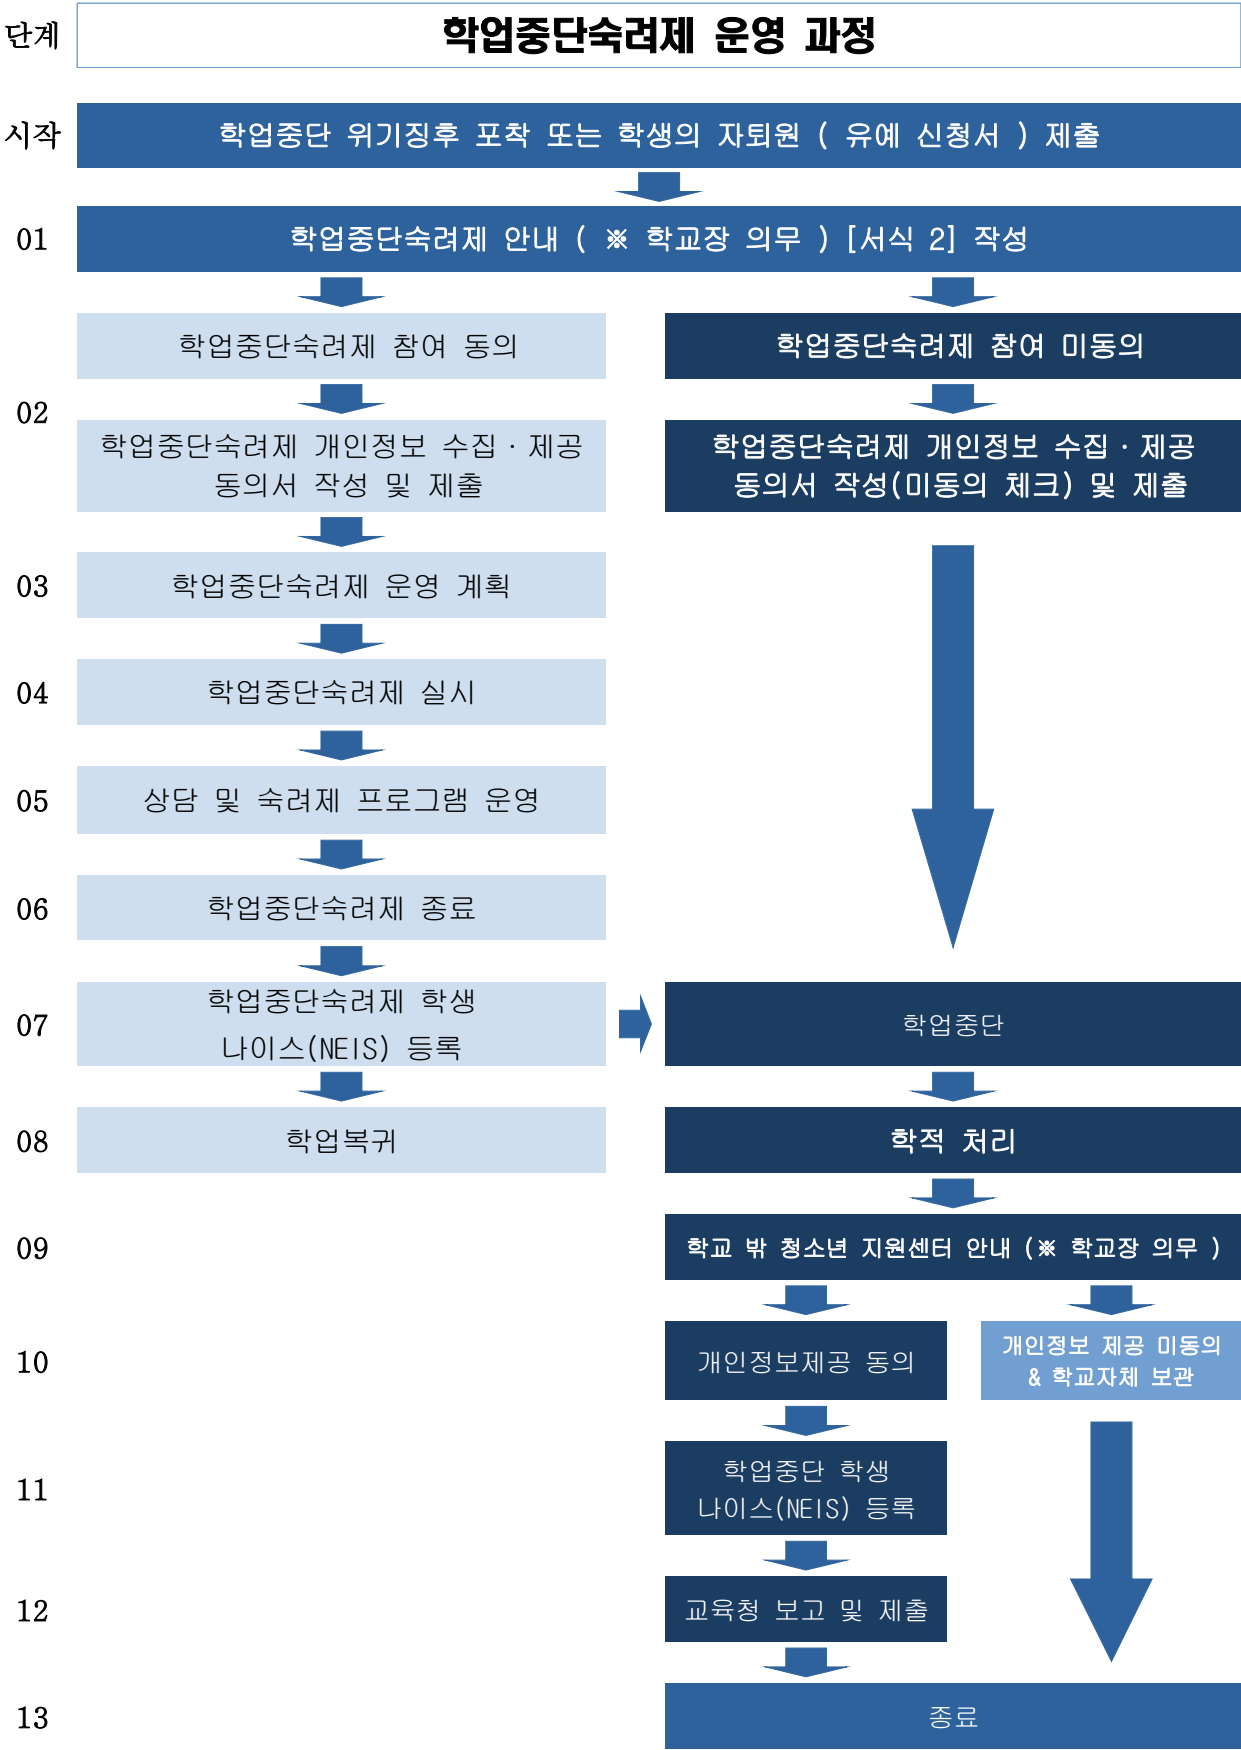 단계
학업중단숙려제 운영 과정
시작
학업중단 위기징후 포착 또는 학생의 자퇴원 ( 유예 신청서 ) 제출
01
학업중단숙려제 안내 ( ※ 학교장 의무 ) [서식 2] 작성
학업중단숙려제 참여 동의
학업중단숙려제 참여 미동의
02
학업중단숙려제 개인정보 수집 · 제공
동의서 작성 및 제출
학업중단숙려제 개인정보 수집 · 제공
동의서 작성(미동의 체크) 및 제출
03
학업중단숙려제 운영 계획
04
학업중단숙려제 실시
05
상담 및 숙려제 프로그램 운영
06
학업중단숙려제 종료
07
학업중단숙려제 학생
나이스(NEIS) 등록
학업중단
08
학업복귀
학적 처리
09
학교 밖 청소년 지원센터 안내 (※ 학교장 의무 )
10
개인정보제공 동의
개인정보 제공 미동의
& 학교자체 보관
11
학업중단 학생
나이스(NEIS) 등록
12
교육청 보고 및 제출
13
종료